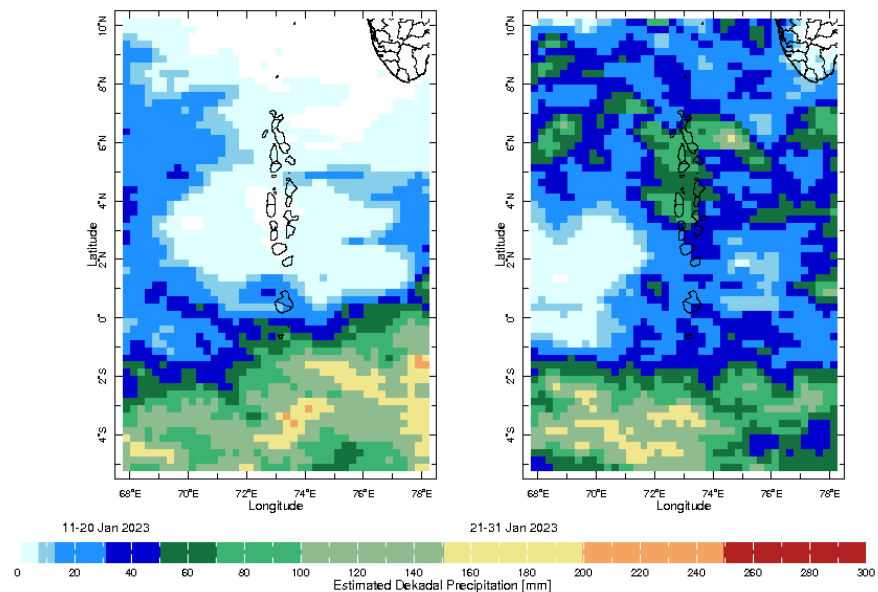 10°N
8°N
6°N
4°N
2°N
0°
2°S
4°S
Latitude
68°E 70°E 72°E 74°E 76°E 78°E
Longitude
10°N
8°N
6°N
4°N
2°N
0°
2°S
4°S
Latitude
68°E 70°E 72°E 74°E 76°E 78°E
Longitude
11-20 Jan 2023 21-31 Jan 2023
0 20 40 60 80 100 120 140 160 180 200 220 240 260 280 300
Estimated Dekadal Precipitation [mm]